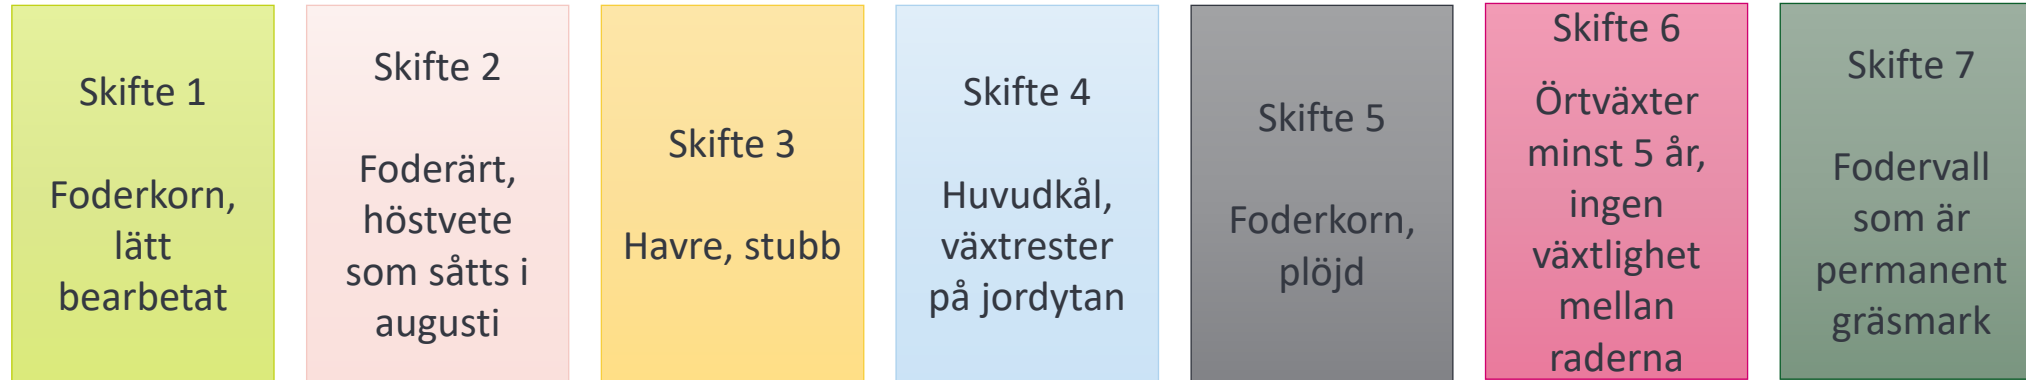 Skifte 1
Foderkorn,
lätt
bearbetat
Skifte 2
Foderärt,
höstvete
som såtts i
augusti
Skifte 3
Havre, stubb
Skifte 4
Huvudkål,
växtrester
på jordytan
Skifte 5
Foderkorn,
plöjd
Skifte 6
Örtväxter
minst 5 år,
ingen
växtlighet
mellan
raderna
Skifte 7
Fodervall
som är
permanent
gräsmark